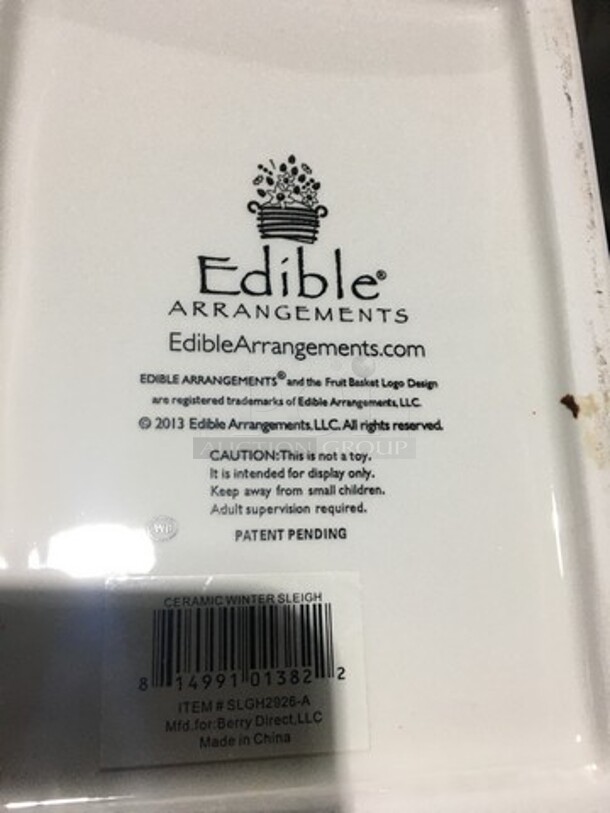 Edible®
ARRANGEMENTS
EdibleArrangements.com
EDIBLE ARRANGEMENTS® and the Fruit Basket Logo Design
are registered trademarks of Edible Arrangements, LLC.
© 2013 Edible Arrangements, LLC. All rights reserved.
AUCTION GROUP
CAUTION: This is not a toy.
It is intended for display only.
Keep away from small children.
Adult supervision required.
PATENT PENDING
CERAMIC WINTER SLEIGH
8 14991 01382 2
ITEM # SLGH2926-A
Mfd. for: Berry Direct, LLC
Made in China